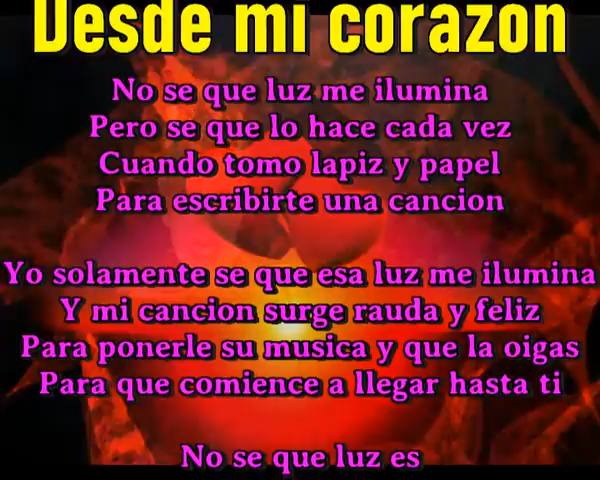 Desde mi corazon
No se que luz me ilumina
Pero se que lo hace cada vez
Cuando tomo lapiz y papel
Para escribirte una cancion
Yo solamente se que esa luz me ilumina
Y mi cancion surge rauda y feliz
Para ponerle su musica y que la oigas
Para que comience a llegar hasta ti
No se que luz es